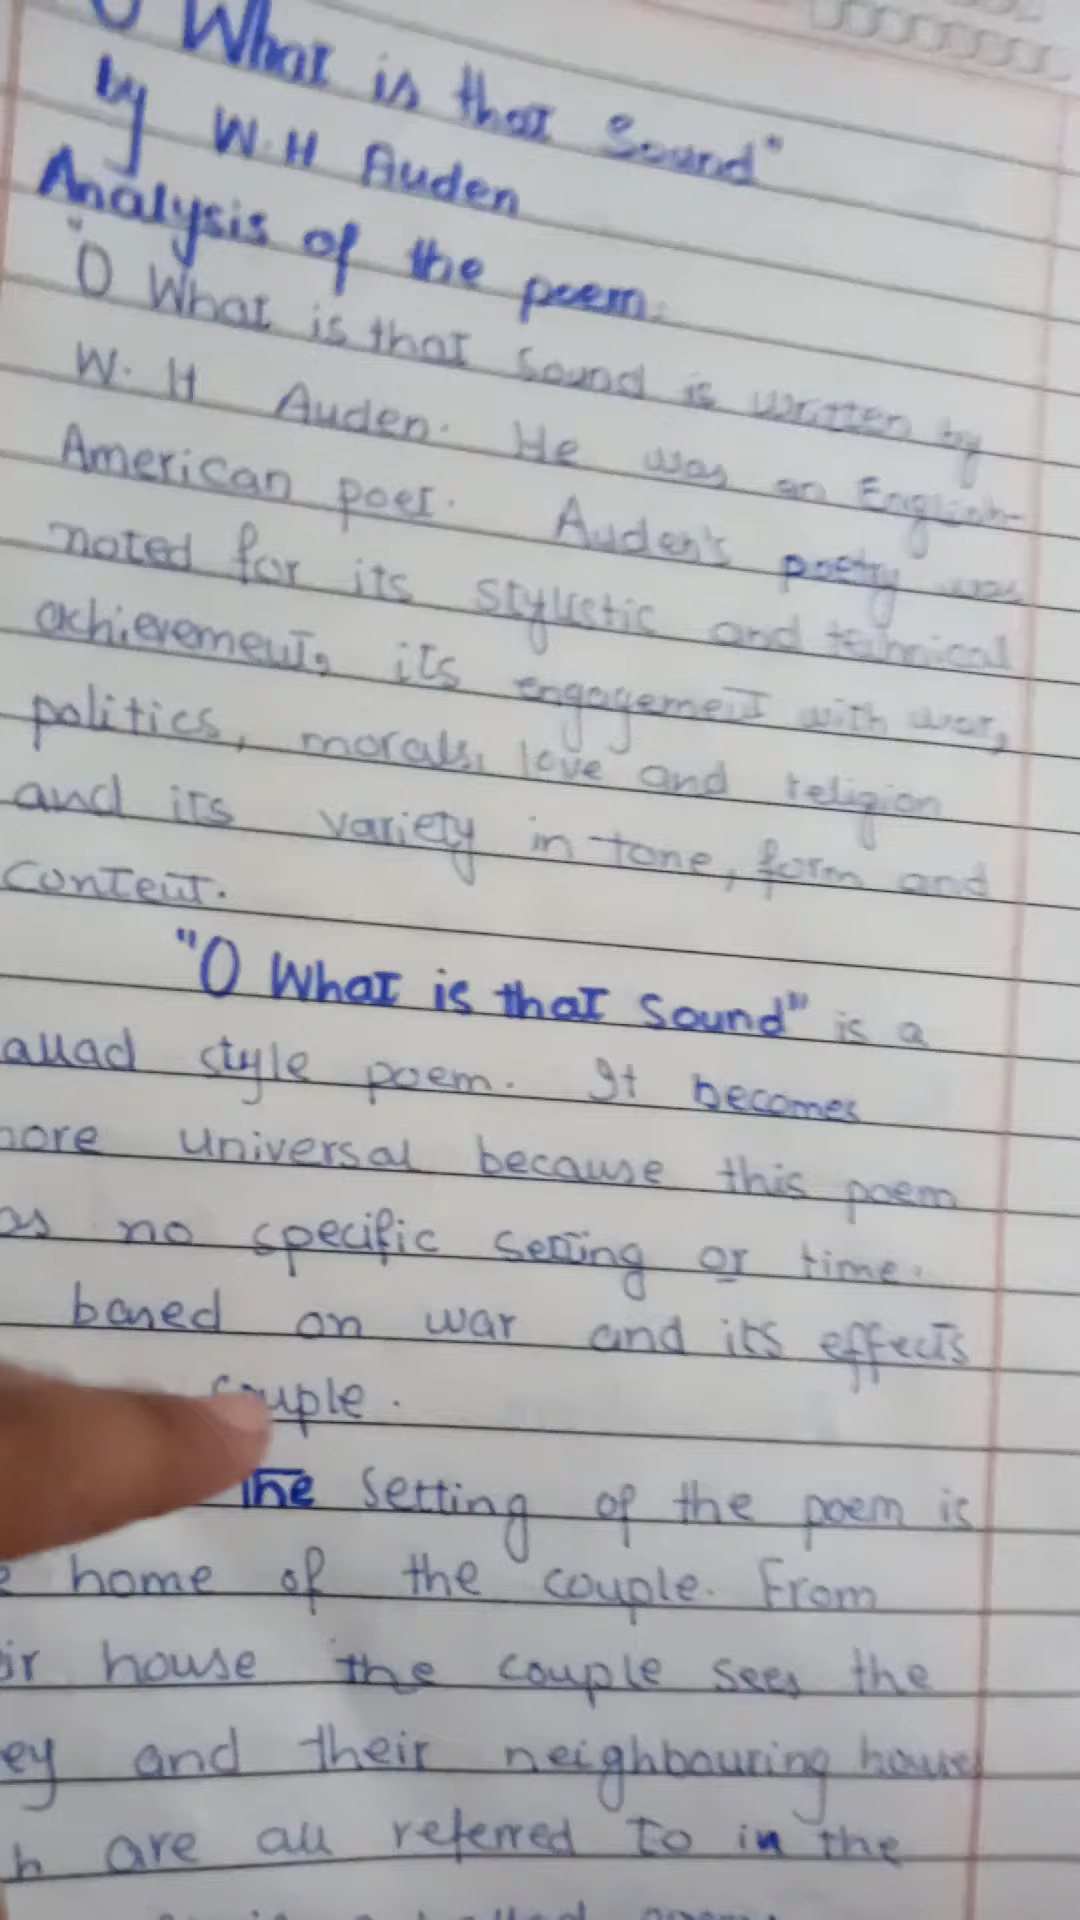 O What is that Sound"
by W.H Auden
Analysis of the poem.
"O What is that Sound is written by
W. H Auden. He was an English-
American poet. Auden's poetry was
noted for its stylistic and technical
achievement, its engagement with war,
politics, morals, love and religion
and its variety in tone, form and
content.
"O What is that Sound" is a
allad style poem. It becomes
ore universal because this poem
as no specific setting or time.
based on war and its effects
couple.
The setting of the poem is
home of the couple. From
ir house the couple sees the
ey and their neighbouring house
h are all referred to in the